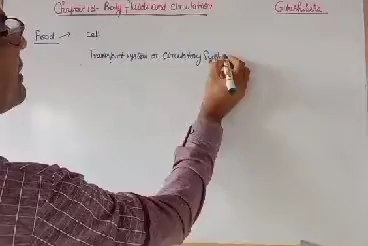 Chapter 18- Body fluids and Circulation
Food → cell
Transport system or Circulatory System